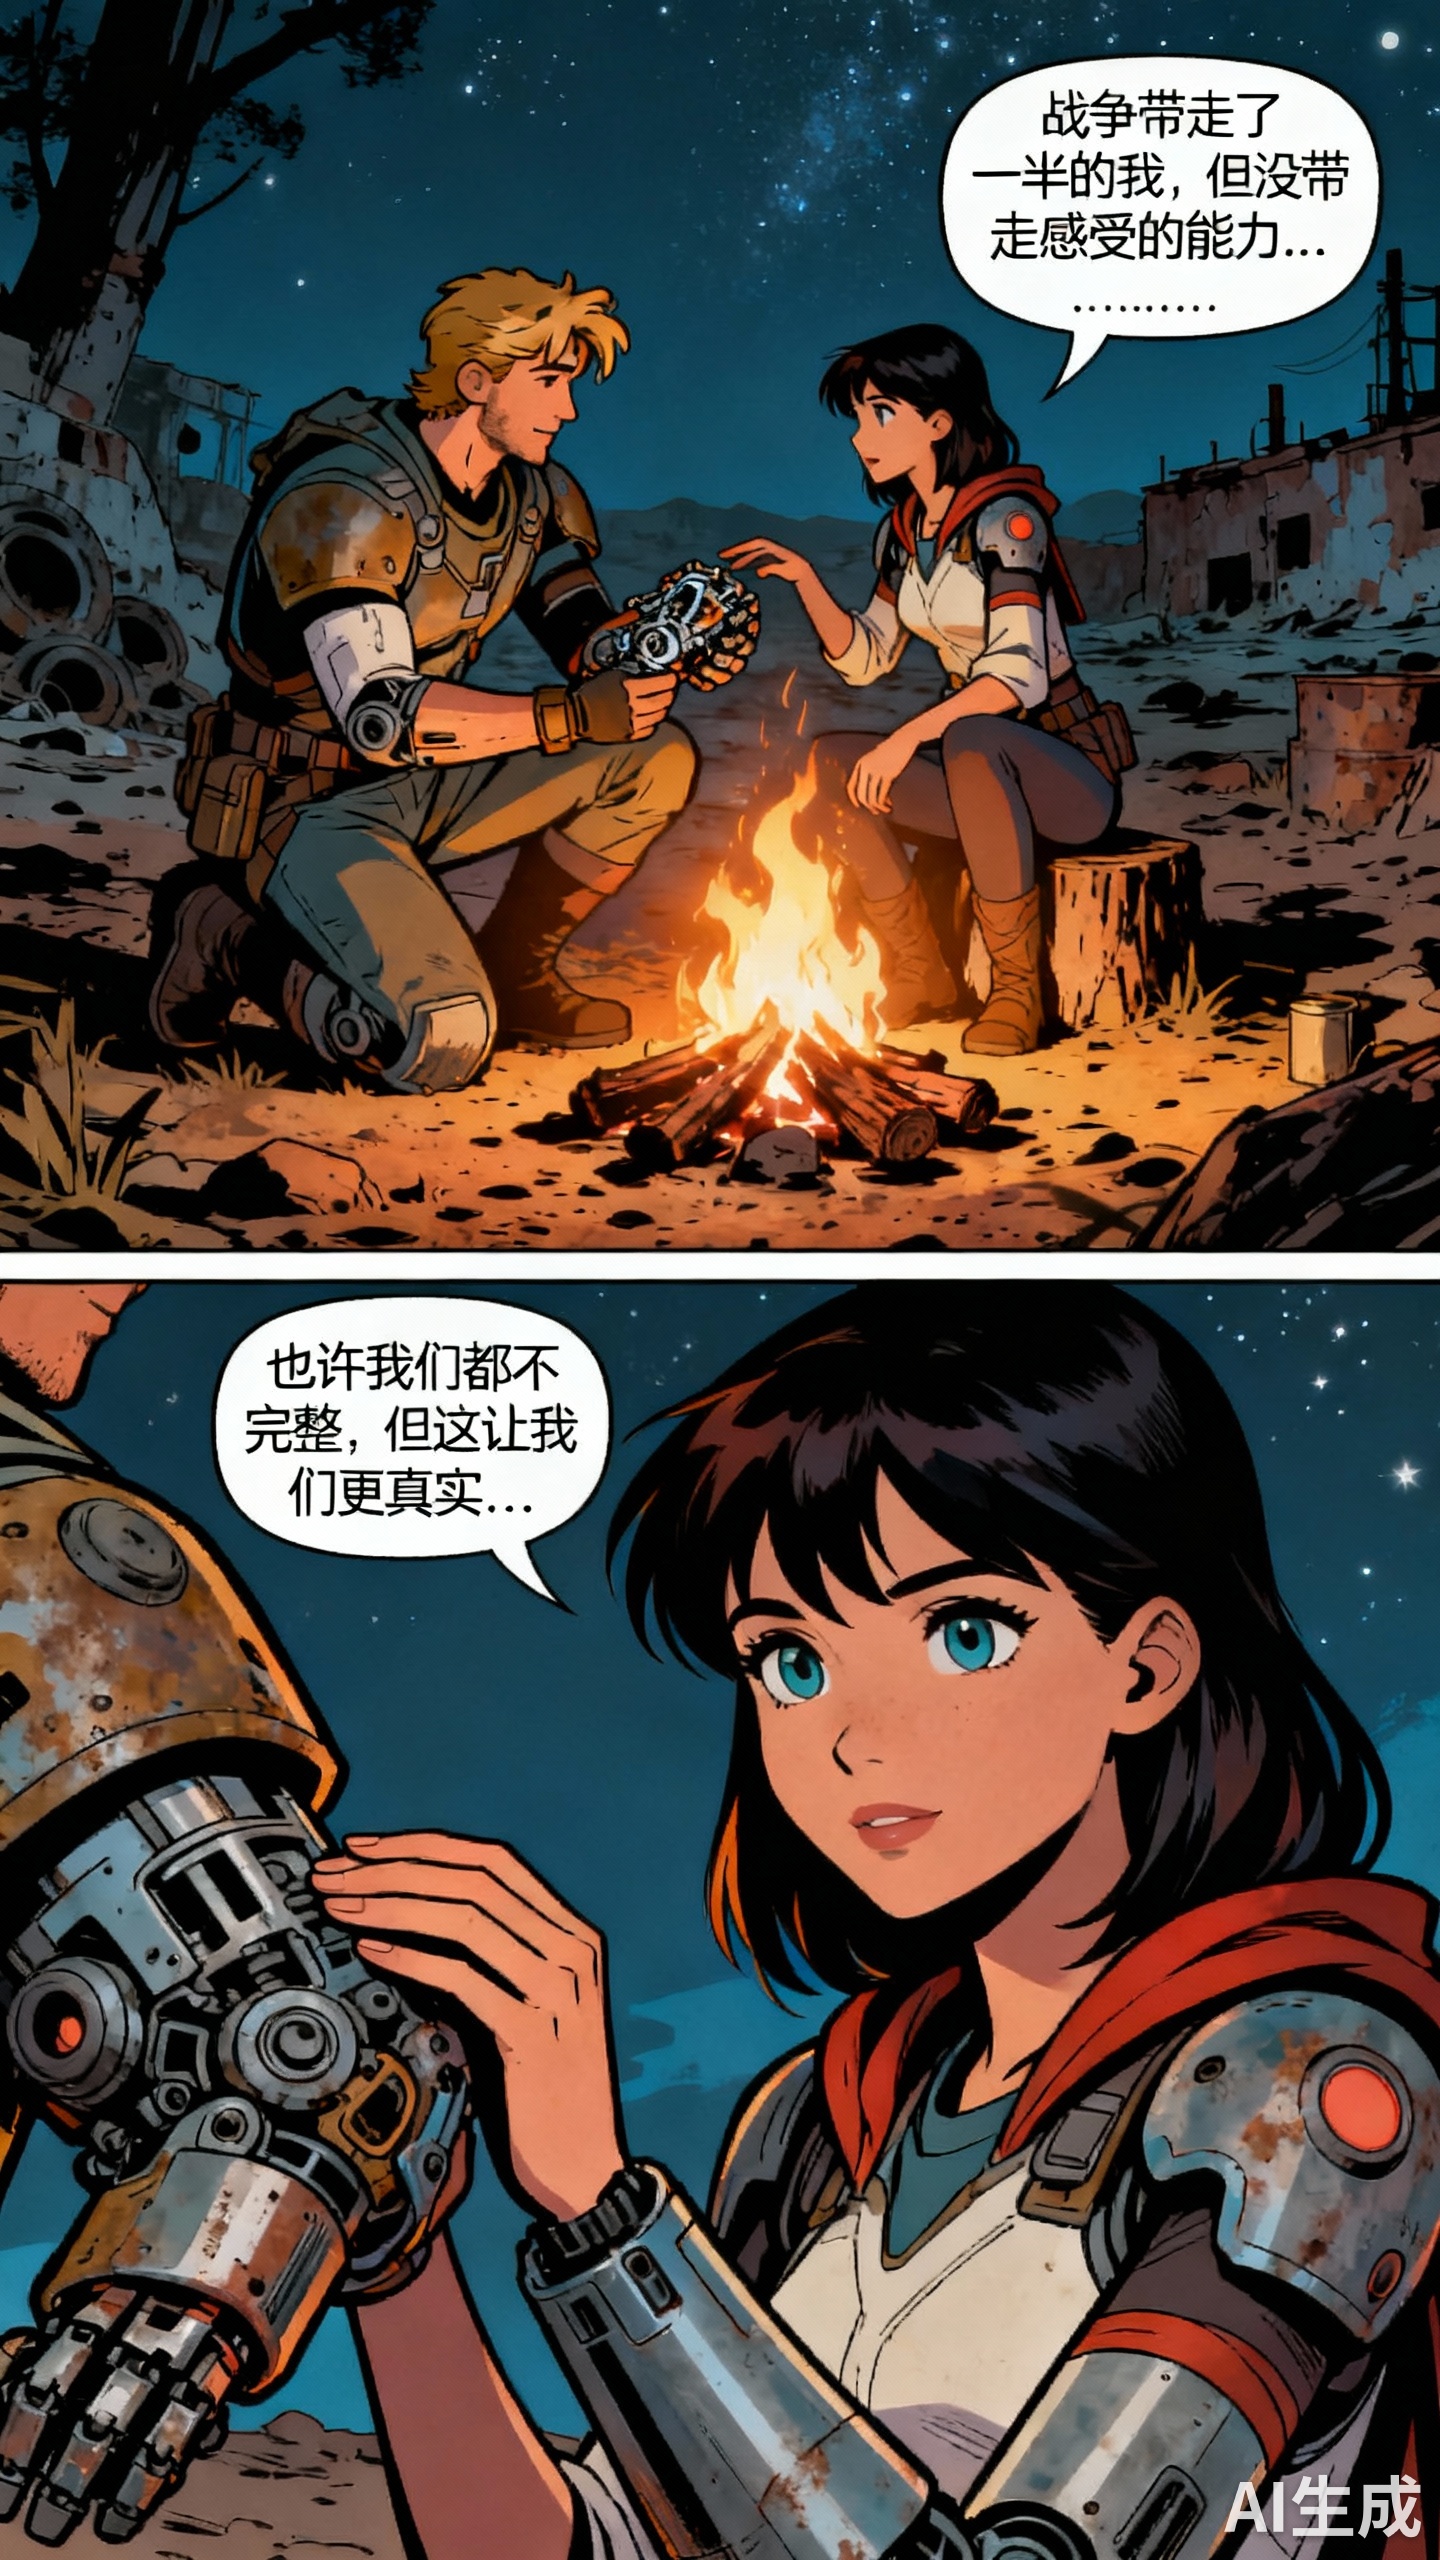 战争带走了
一半的我，但没带
走感受的能力...
..........
也许我们都不
完整，但这让我
们更真实...
AI生成